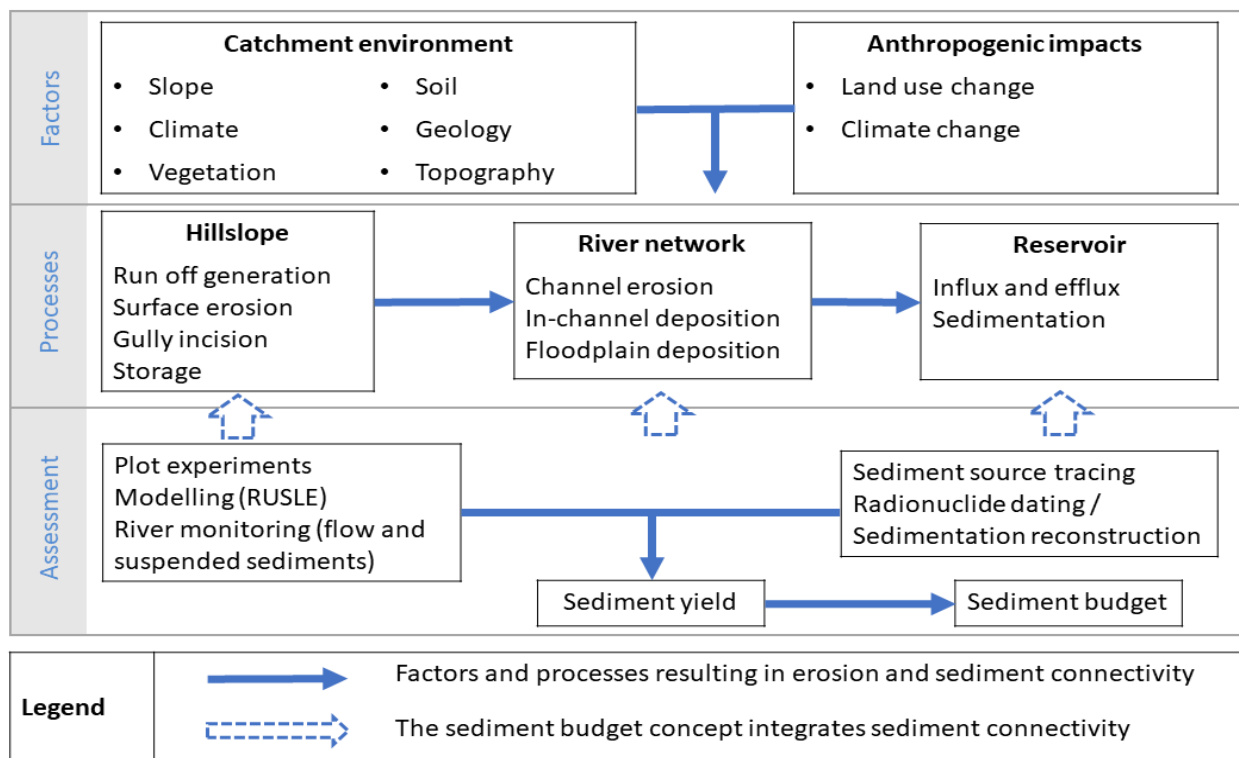 Factors
Catchment environment
• Slope
• Climate
• Vegetation
• Soil
• Geology
• Topography
Anthropogenic impacts
• Land use change
• Climate change
Processes
Hillslope
Run off generation
Surface erosion
Gully incision
Storage
River network
Channel erosion
In-channel deposition
Floodplain deposition
Reservoir
Influx and efflux
Sedimentation
Assessment
Plot experiments
Modelling (RUSLE)
River monitoring (flow and
suspended sediments)
Sediment source tracing
Radionuclide dating /
Sedimentation reconstruction
Sediment yield
Sediment budget
Legend
Factors and processes resulting in erosion and sediment connectivity
The sediment budget concept integrates sediment connectivity